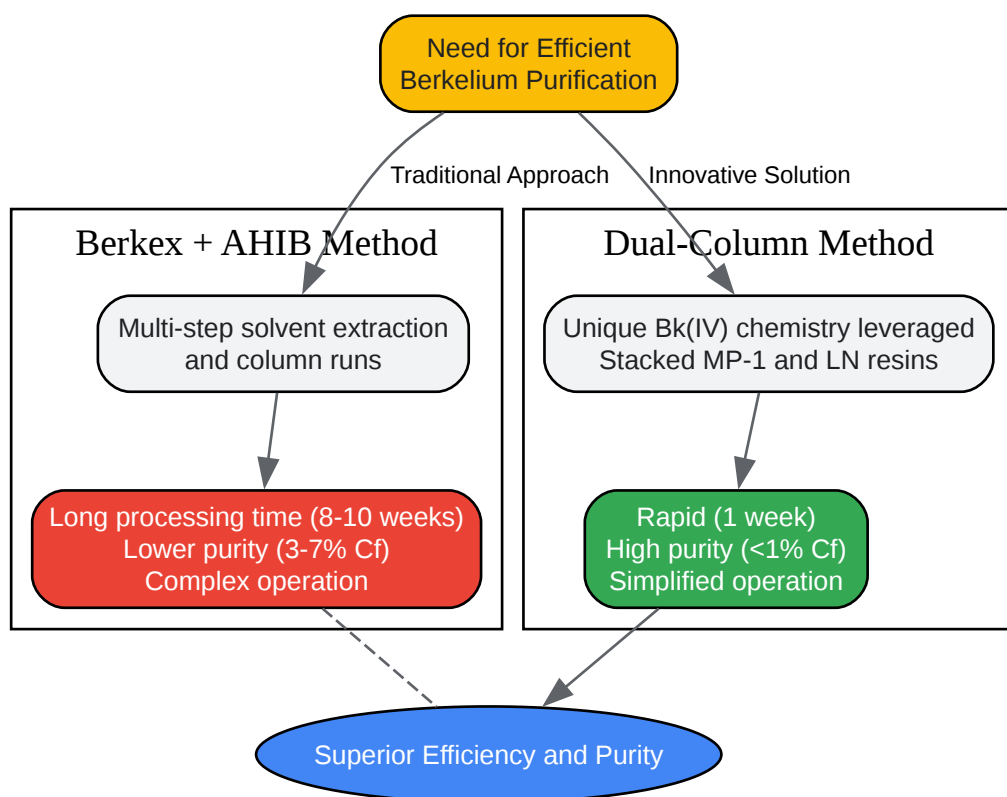 Need for Efficient
Berkelium Purification
Traditional Approach
Innovative Solution
Berkex + AHIB Method
Multi-step solvent extraction
and column runs
Long processing time (8-10 weeks)
Lower purity (3-7% Cf)
Complex operation
Dual-Column Method
Unique Bk(IV) chemistry leveraged
Stacked MP-1 and LN resins
Rapid (1 week)
High purity (<1% Cf)
Simplified operation
Superior Efficiency and Purity